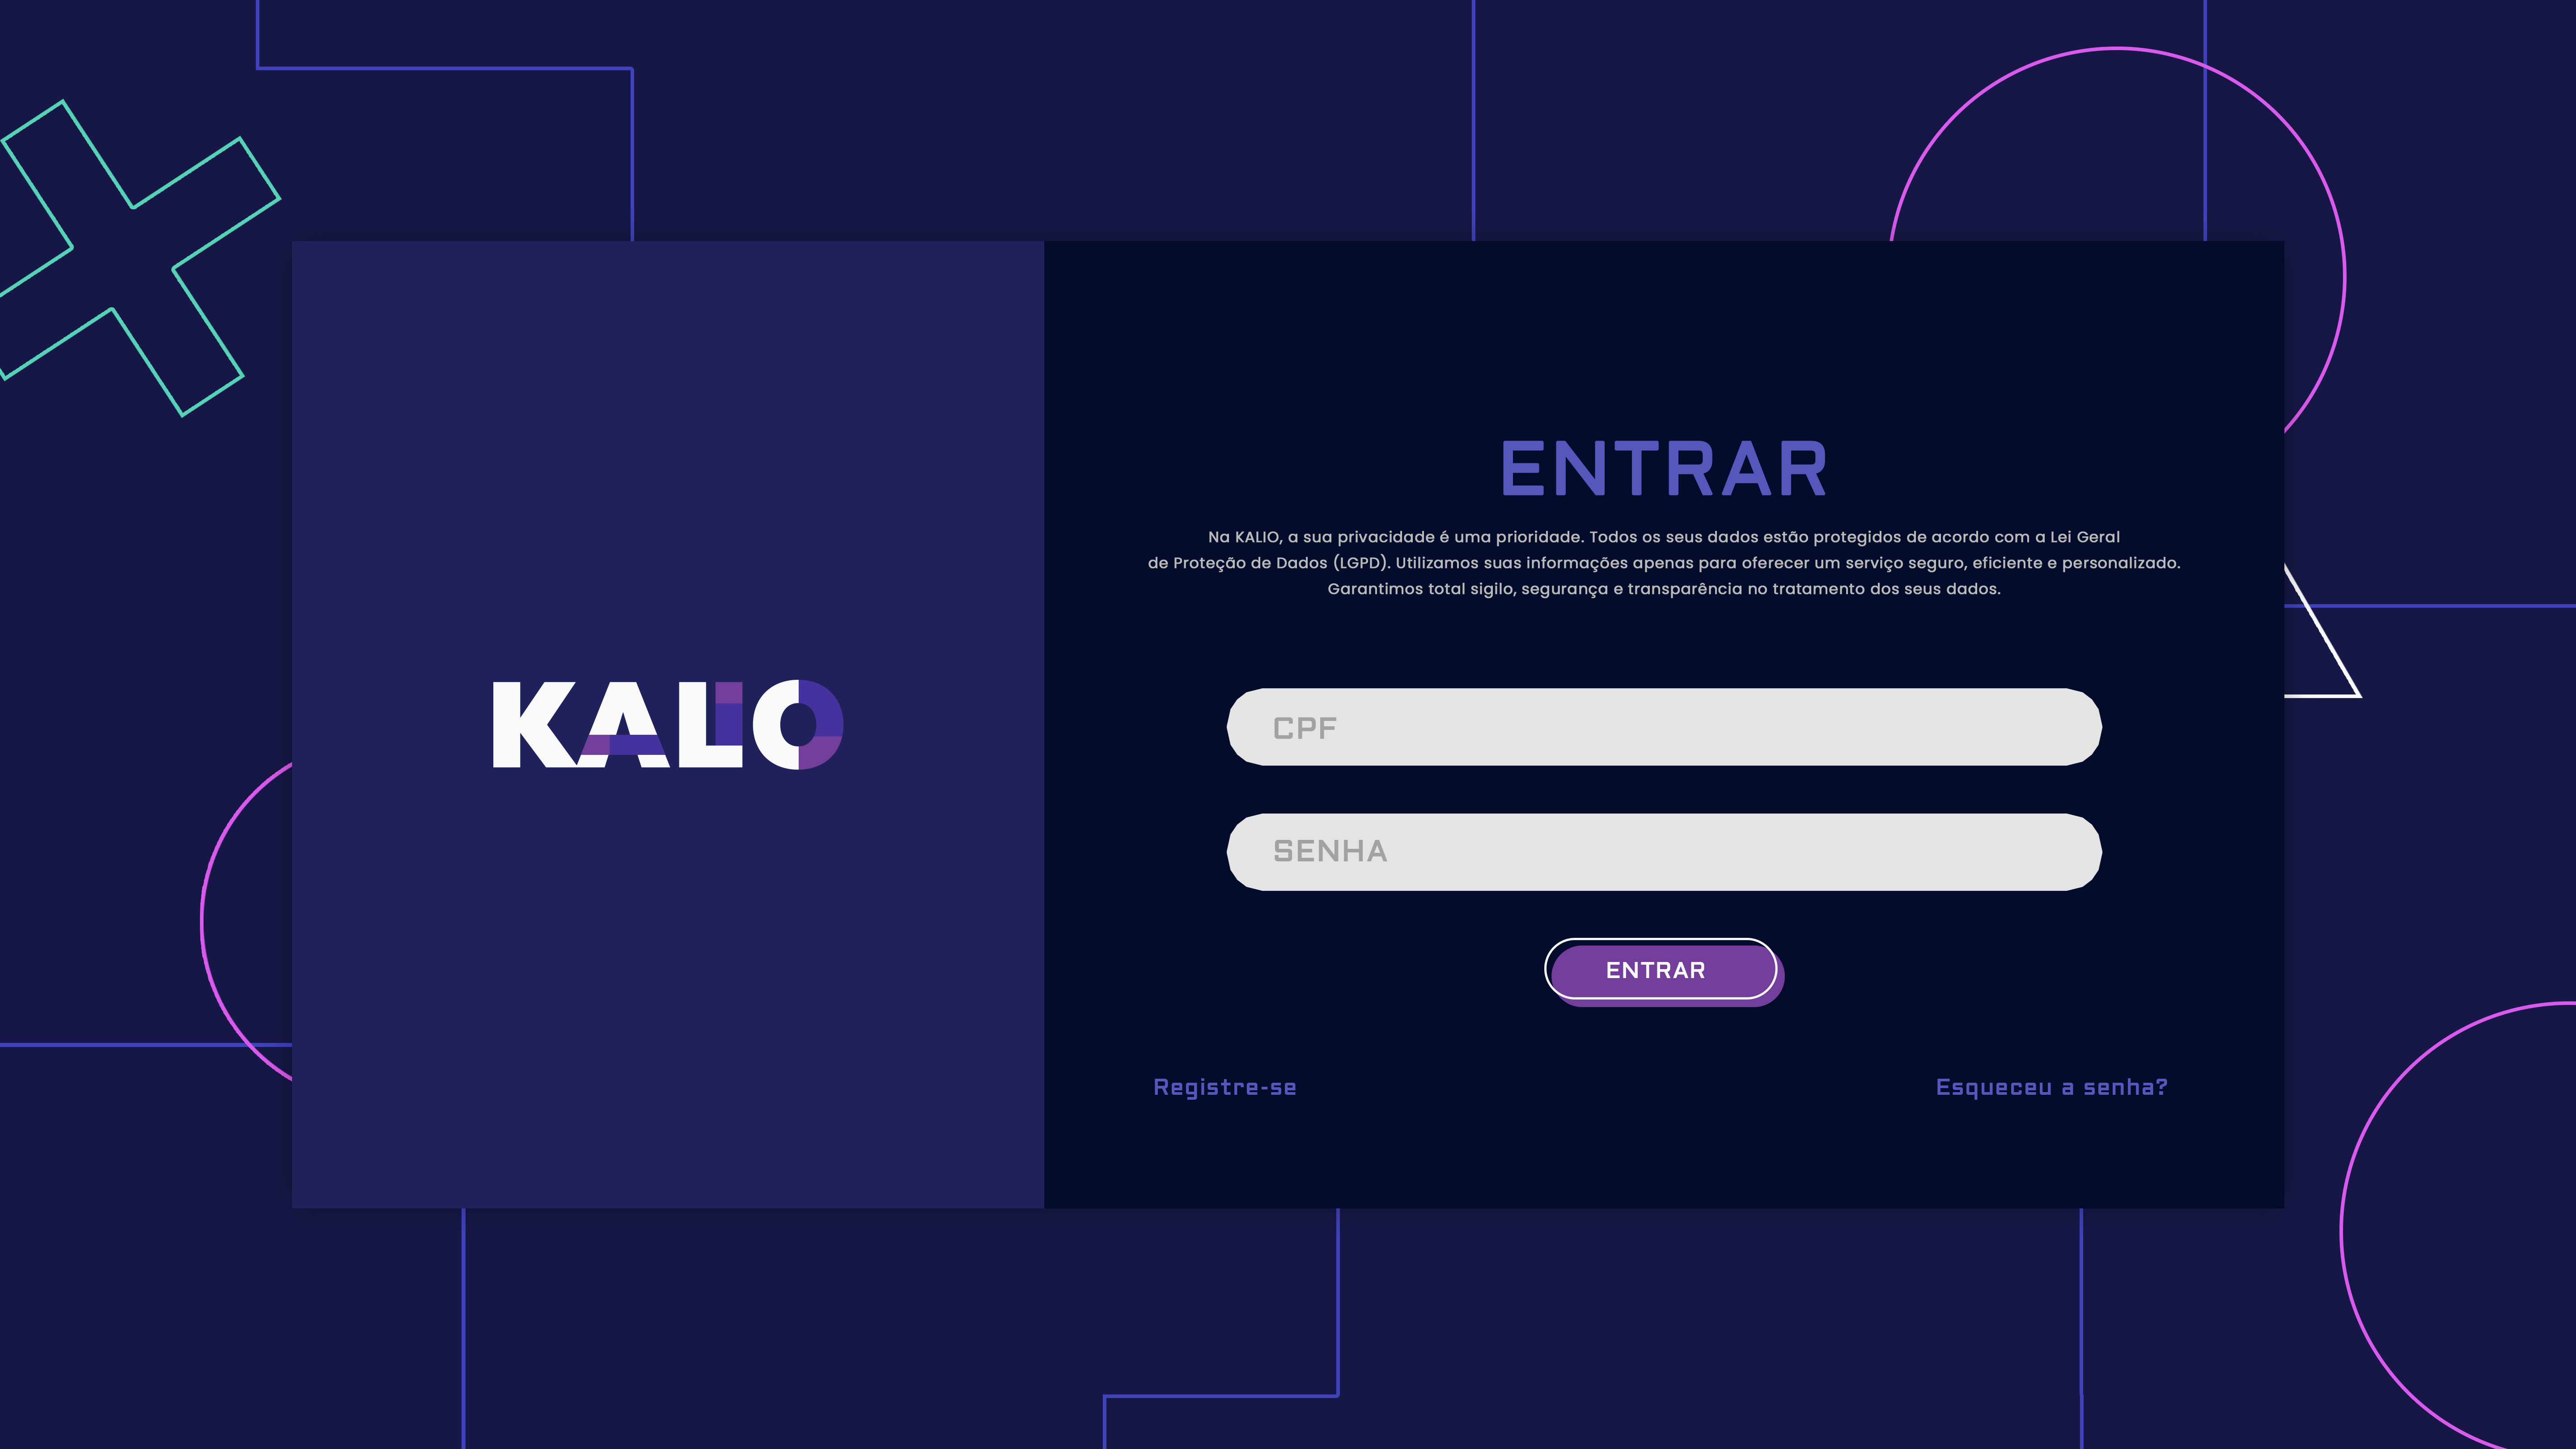 KALIO
ENTRAR
Na KALIO, a sua privacidade é uma prioridade. Todos os seus dados estão protegidos de acordo com a Lei Geral
de Proteção de Dados (LGPD). Utilizamos suas informações apenas para oferecer um serviço seguro, eficiente e personalizado.
Garantimos total sigilo, segurança e transparência no tratamento dos seus dados.
CPF
SENHA
ENTRAR
Registre-se
Esqueceu a senha?